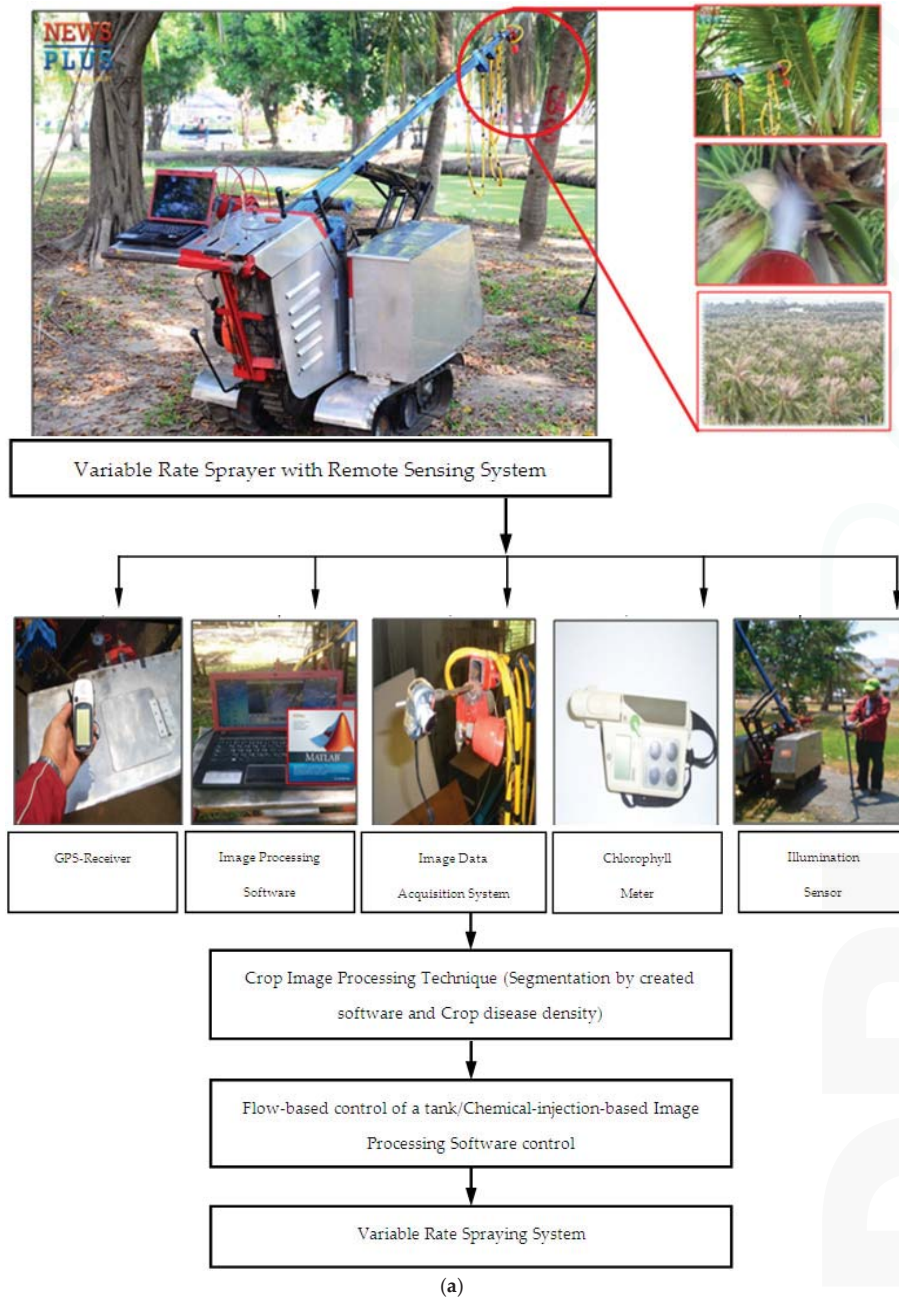 NEWS
PLUS
Variable Rate Sprayer with Remote Sensing System
MATLAB
GPS-Receiver
Image Processing
Software
Image Data
Acquisition System
Chlorophyll
Meter
Illumination
Sensor
Crop Image Processing Technique (Segmentation by created
software and Crop disease density)
Flow-based control of a tank/Chemical-injection-based Image
Processing Software control
Variable Rate Spraying System
(a)